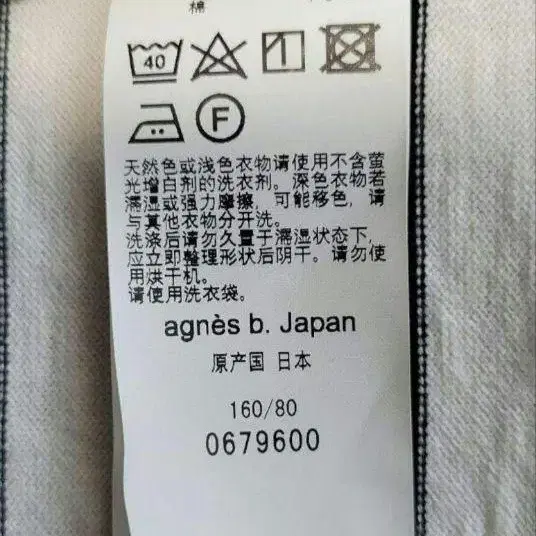 棉
40
F
天然色或浅色衣物请使用不含萤
光增白剂的洗衣剂。深色衣物若
濡湿或强力摩擦，可能移色，请
与其他衣物分开洗。
洗涤后请勿久置于濡湿状态下，
应立即整理形状后阴干。请勿使
用烘干机。
请使用洗衣袋。
agnès b. Japan
原产国 日本
160/80
0679600